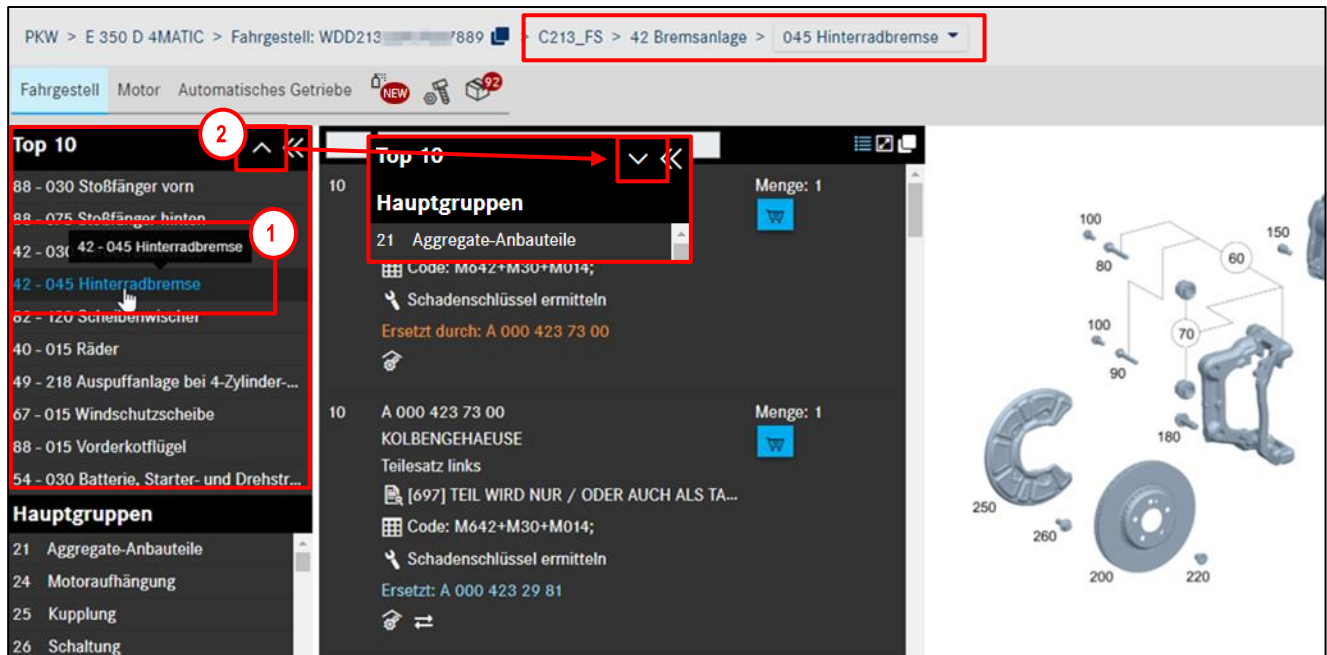 PKW > E 350 D 4MATIC > Fahrgestell: WDD213 7889 > C213_FS > 42 Bremsanlage > 045 Hinterradbremse
Fahrgestell Motor Automatisches Getriebe NEW 92
Top 10
2
88 - 030 Stoßfänger vorn
88 - 075 Stoßfänger hinten
1
42 - 030
42 - 045 Hinterradbremse
42 - 045 Hinterradbremse
82 - 120 Scheibenwischer
40 - 015 Räder
49 - 218 Auspuffanlage bei 4-Zylinder-...
67 - 015 Windschutzscheibe
88 - 015 Vorderkotflügel
54 - 030 Batterie, Starter- und Drehstr...
Hauptgruppen
21 Aggregate-Anbauteile
24 Motoraufhängung
25 Kupplung
26 Schaltung
Top 10
Hauptgruppen
21 Aggregate-Anbauteile
10
Menge: 1
Code: M642+M30+M014;
Schadenschlüssel ermitteln
Ersetzt durch: A 000 423 73 00
10 A 000 423 73 00 Menge: 1
KOLBENGEHAEUSE
Teilesatz links
[697] TEIL WIRD NUR / ODER AUCH ALS TA...
Code: M642+M30+M014;
Schadenschlüssel ermitteln
Ersetzt: A 000 423 29 81
100
150
80
60
100
70
90
180
250
260
200
220